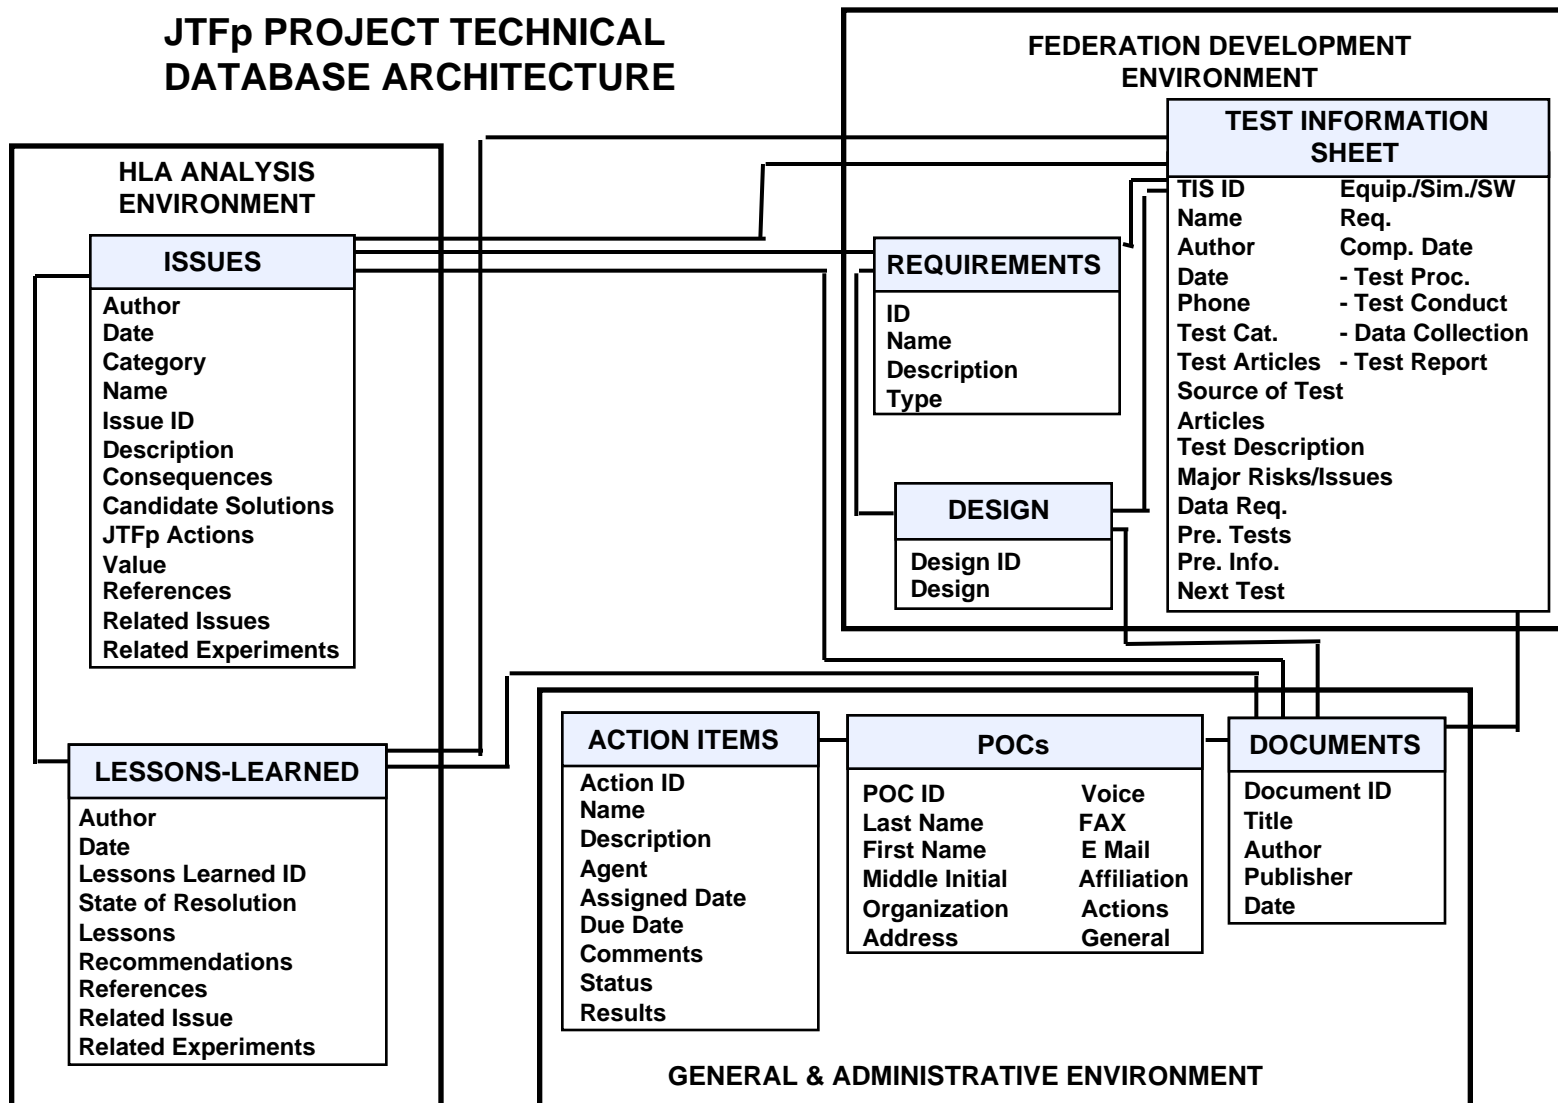 JTFp PROJECT TECHNICAL
DATABASE ARCHITECTURE
FEDERATION DEVELOPMENT
ENVIRONMENT
TEST INFORMATION
SHEET
TIS ID
Name
Author
Date
Phone
Test Cat.
Test Articles
Source of Test
Articles
Test Description
Major Risks/Issues
Data Req.
Pre. Tests
Pre. Info.
Next Test
Equip./Sim./SW
Req.
Comp. Date
- Test Proc.
- Test Conduct
- Data Collection
- Test Report
REQUIREMENTS
ID
Name
Description
Type
DESIGN
Design ID
Design
HLA ANALYSIS
ENVIRONMENT
ISSUES
Author
Date
Category
Name
Issue ID
Description
Consequences
Candidate Solutions
JTFp Actions
Value
References
Related Issues
Related Experiments
LESSONS-LEARNED
Author
Date
Lessons Learned ID
State of Resolution
Lessons
Recommendations
References
Related Issue
Related Experiments
ACTION ITEMS
Action ID
Name
Description
Agent
Assigned Date
Due Date
Comments
Status
Results
POCs
POC ID
Last Name
First Name
Middle Initial
Organization
Address
Voice
FAX
E Mail
Affiliation
Actions
General
DOCUMENTS
Document ID
Title
Author
Publisher
Date
GENERAL & ADMINISTRATIVE ENVIRONMENT